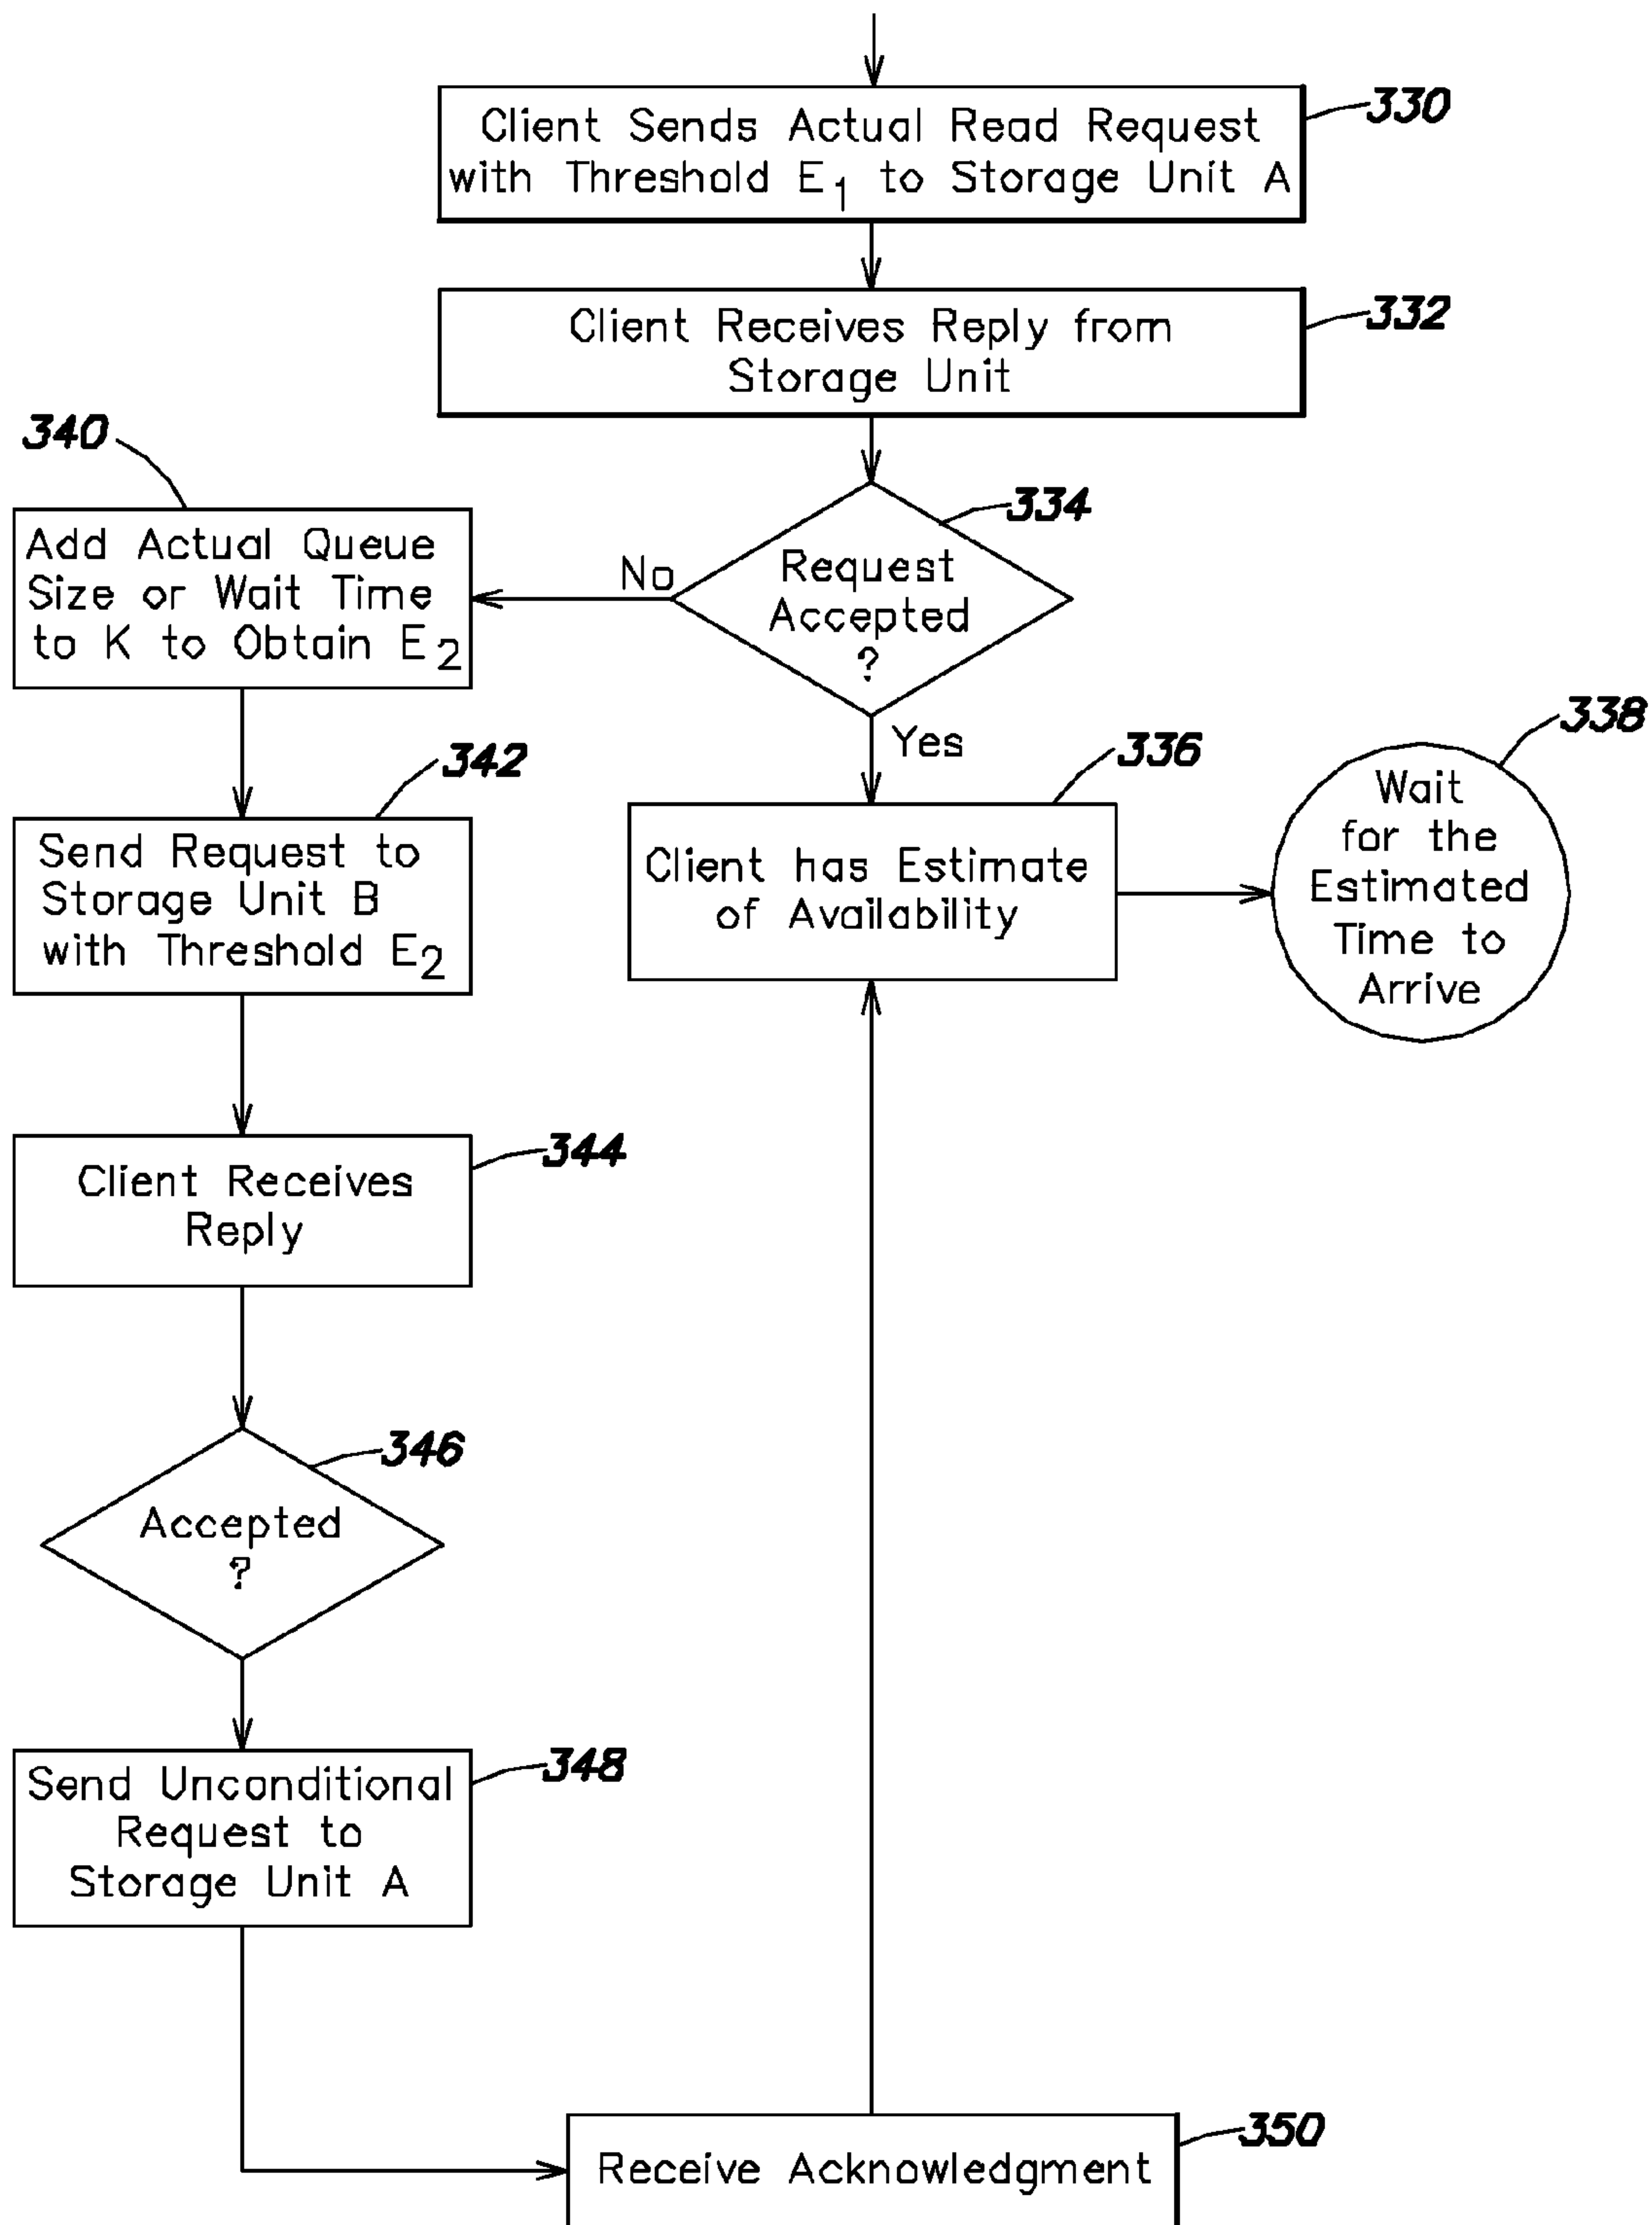 Client Sends Actual Read Request
with Threshold E1 to Storage Unit A
330
Client Receives Reply from
Storage Unit
332
334
Request
Accepted
?
No
Yes
340
Add Actual Queue
Size or Wait Time
to K to Obtain E2
342
Send Request to
Storage Unit B
with Threshold E2
336
Client has Estimate
of Availability
338
Wait
for the
Estimated
Time to
Arrive
344
Client Receives
Reply
346
Accepted
?
348
Send Unconditional
Request to
Storage Unit A
350
Receive Acknowledgment